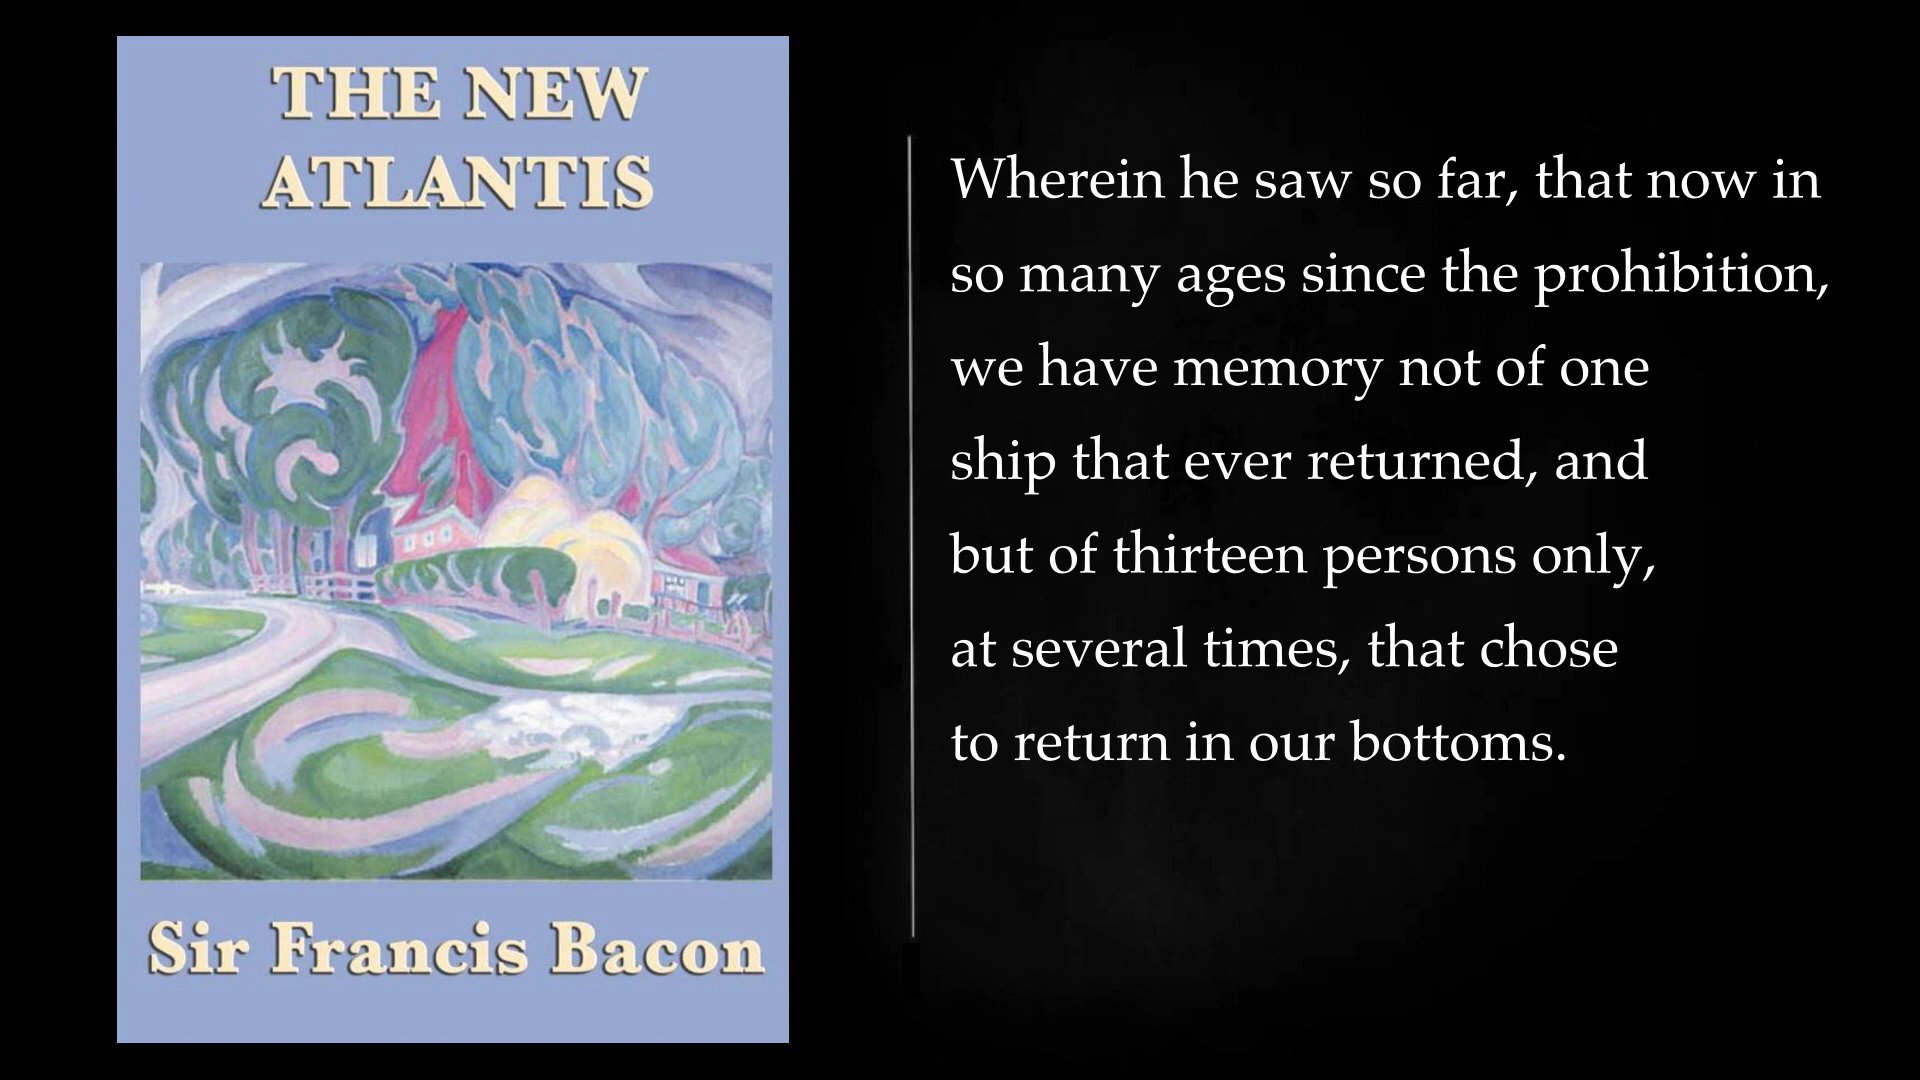 THE NEW
ATLANTIS
Sir Francis Bacon
Wherein he saw so far, that now in
so many ages since the prohibition,
we have memory not of one
ship that ever returned, and
but of thirteen persons only,
at several times, that chose
to return in our bottoms.